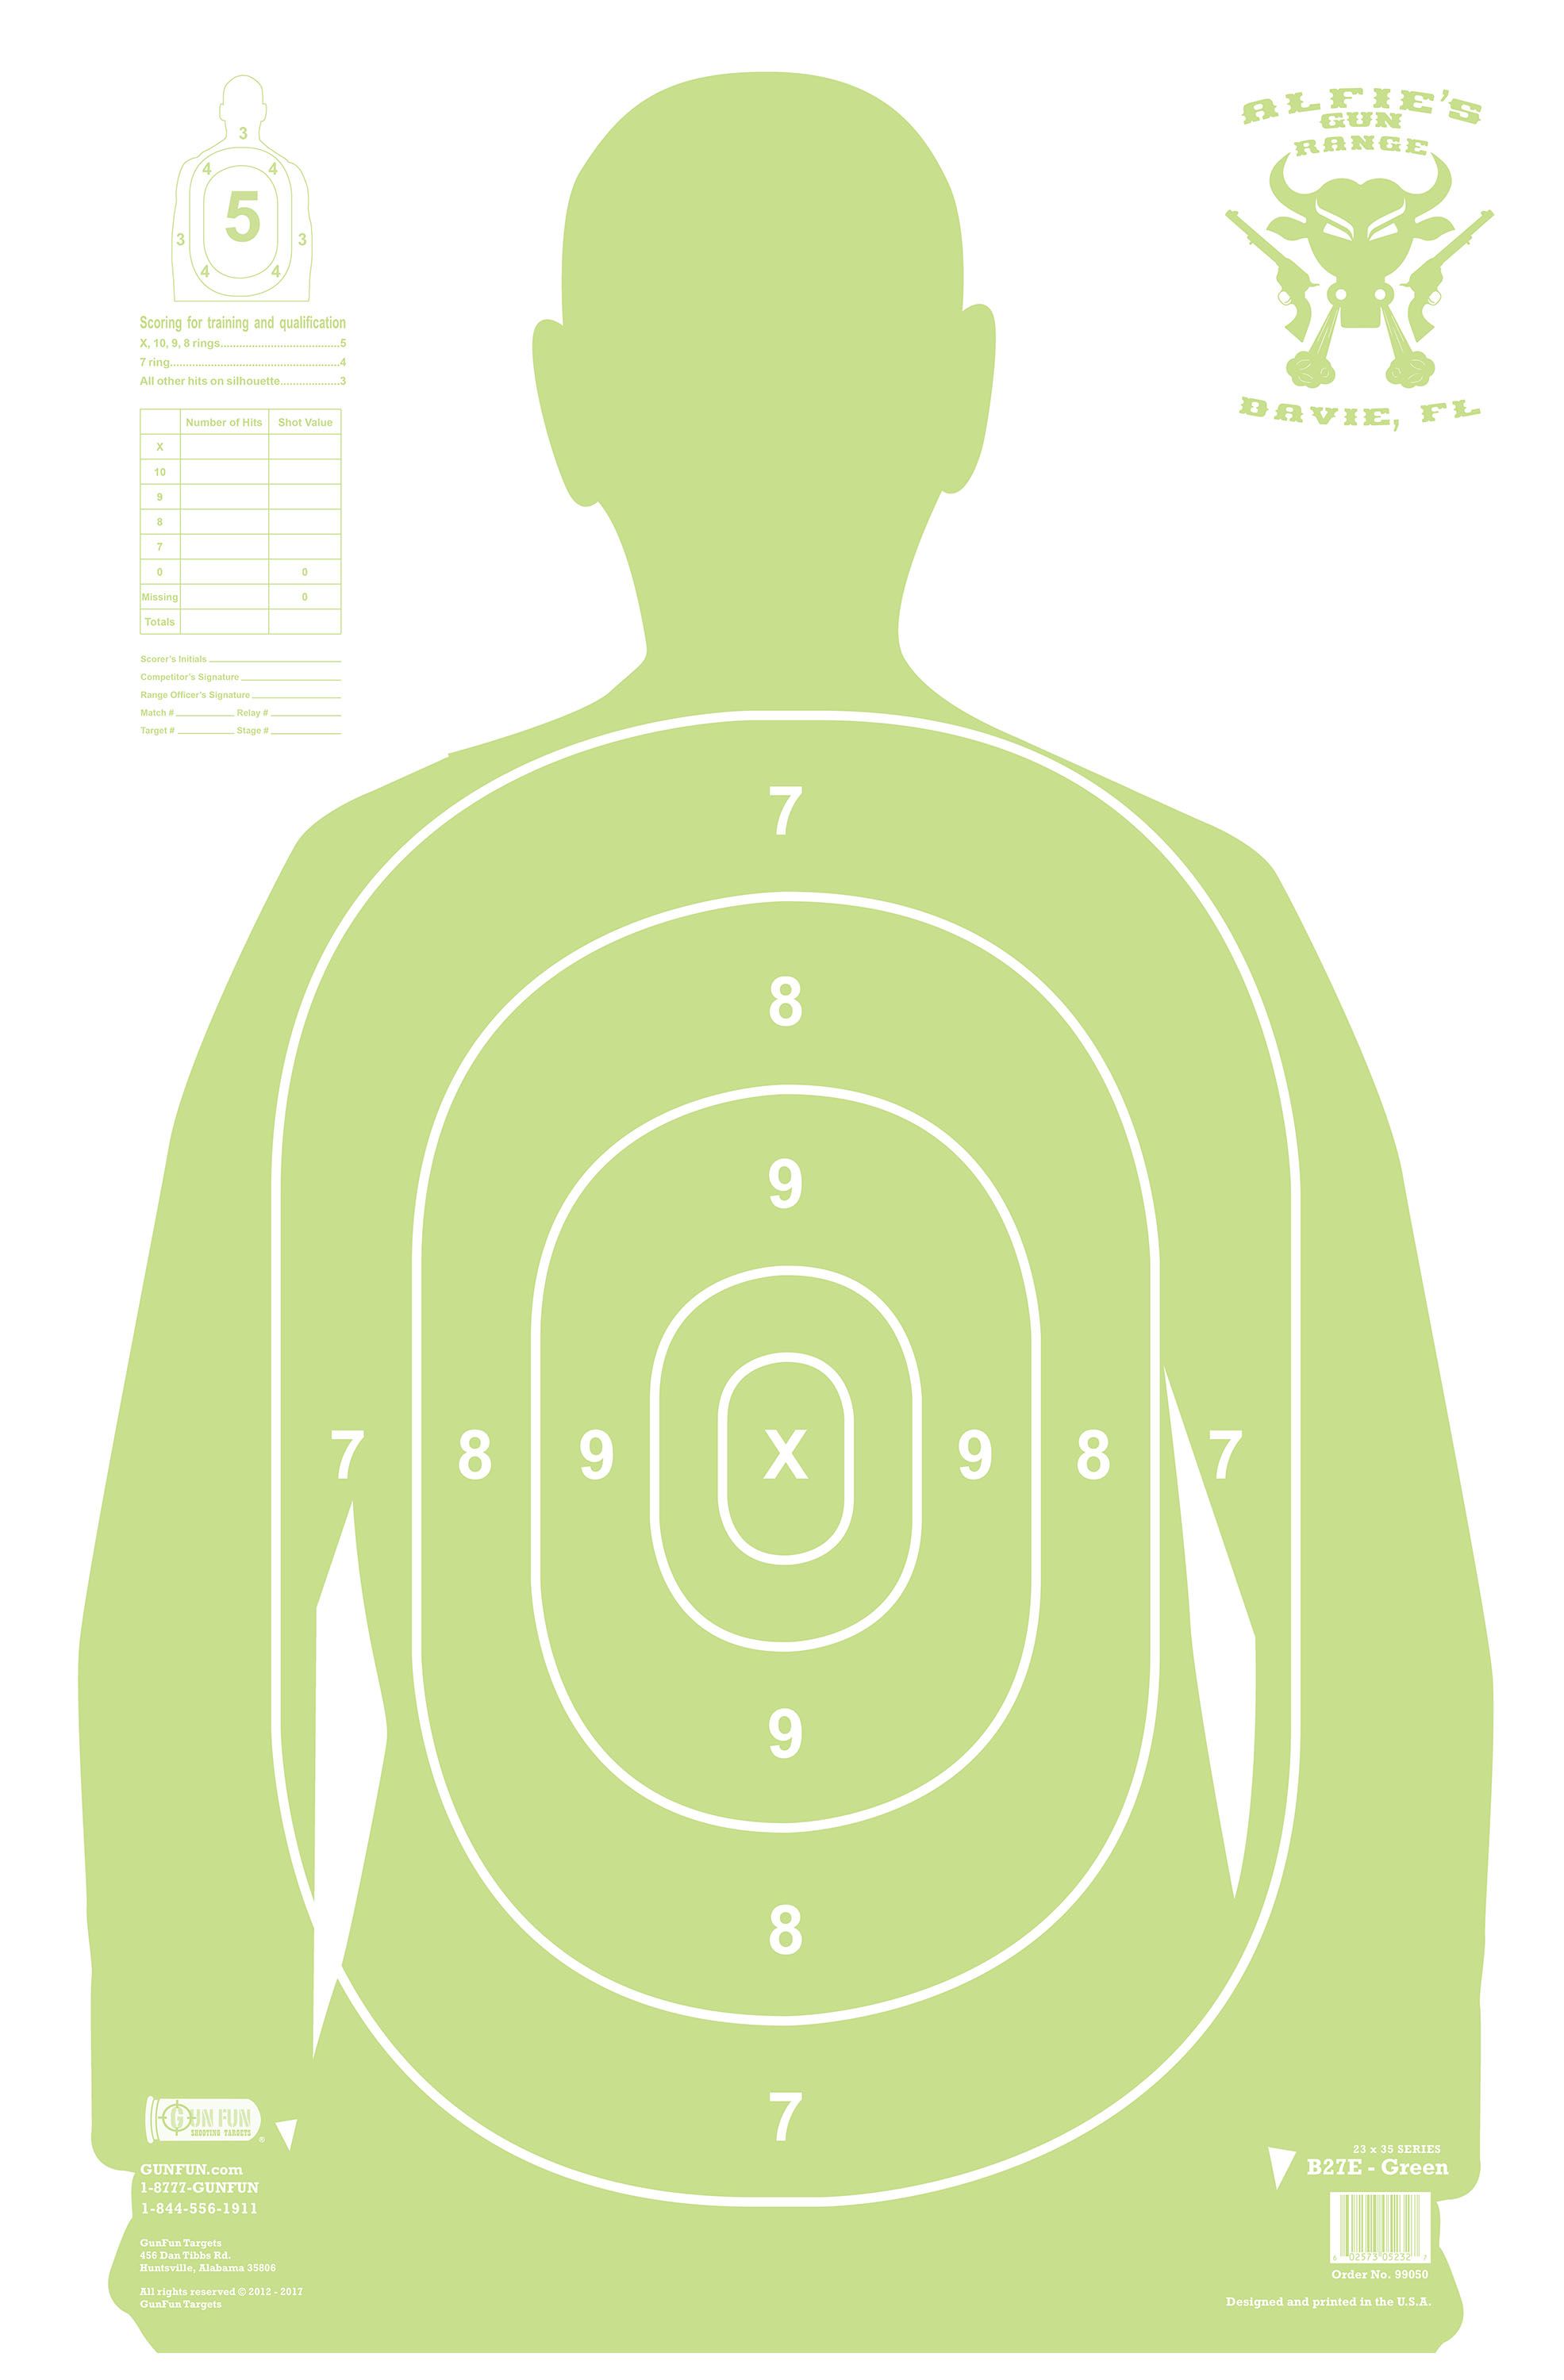 3
4 4
5
3 3
4 4
Scoring for training and qualification
X, 10, 9, 8 rings.....................................5
7 ring.....................................................4
All other hits on silhouette...................3
Number of Hits Shot Value
X
10
9
8
7
0 0
Missing 0
Totals
Scorer's Initials
Competitor's Signature
Range Officer's Signature
Match # Relay #
Target # Stage #
ALFIE'S
GUN
RANGE
DAVIE, FL
7
8
9
7 8 9 X 9 8 7
9
8
7
GUN FUN
SHOOTING TARGETS ®
GUNFUN.com
1-8777-GUNFUN
1-844-556-1911
GunFun Targets
456 Dan Tibbs Rd.
Huntsville, Alabama 35806
All rights reserved © 2012 - 2017
GunFun Targets
23 x 35 SERIES
B27E - Green
6 02573 05232 7
Order No. 99050
Designed and printed in the U.S.A.